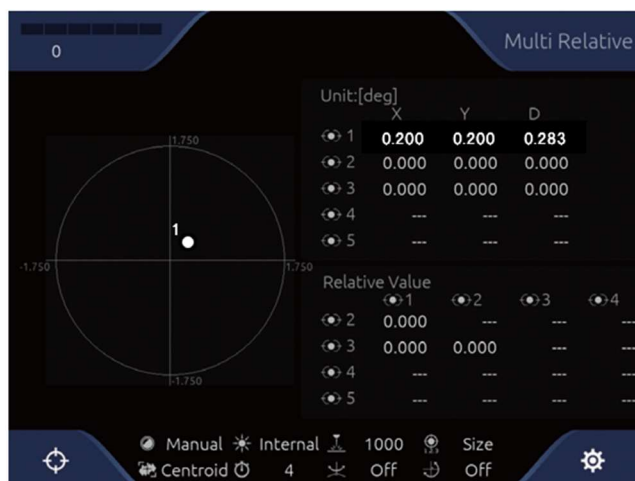 0
Multi Relative
Unit:[deg]
X Y D
1 0.200 0.200 0.283
2 0.000 0.000 0.000
3 0.000 0.000 0.000
4 --- --- ---
5 --- --- ---
1.750
1
-1.750 1.750
-1.750
Relative Value
1 2 3 4
2 0.000 --- --- ---
3 0.000 0.000 --- ---
4 --- --- --- ---
5 --- --- --- ---
Manual Internal 1000 Size
Centroid 4 Off Off